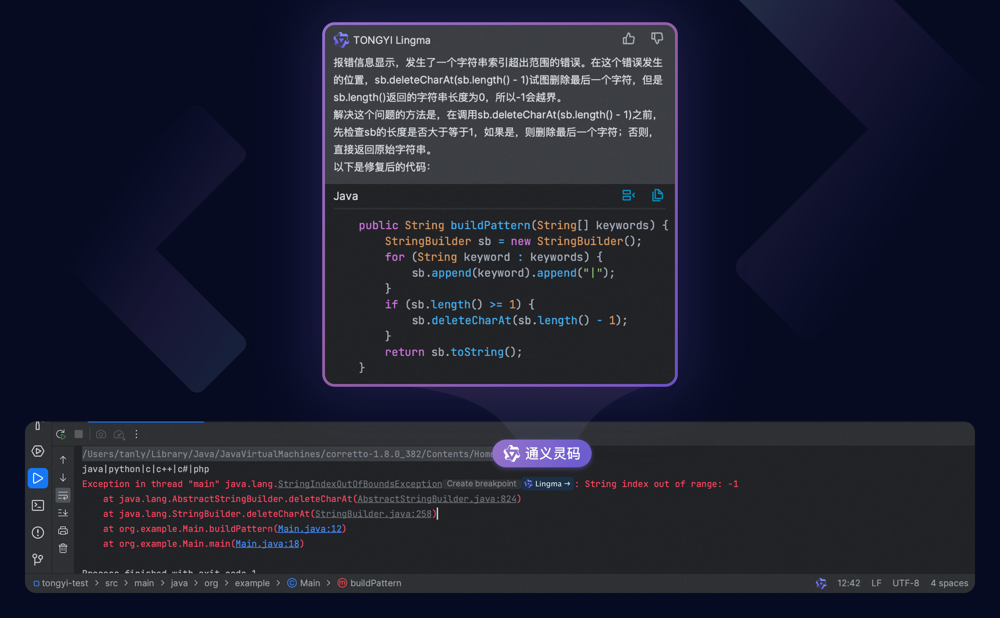 TONGYI Lingma
报错信息显示，发生了一个字符串索引超出范围的错误。在这个错误发生
的位置，sb.deleteCharAt(sb.length() - 1)试图删除最后一个字符，但是
sb.length()返回的字符串长度为0，所以-1会越界。
解决这个问题的方法是，在调用sb.deleteCharAt(sb.length() - 1)之前，
先检查sb的长度是否大于等于1，如果是，则删除最后一个字符；否则，
直接返回原始字符串。
以下是修复后的代码：
Java
public String buildPattern(String[] keywords) {
    StringBuilder sb = new StringBuilder();
    for (String keyword : keywords) {
        sb.append(keyword).append("|");
    }
    if (sb.length() >= 1) {
        sb.deleteCharAt(sb.length() - 1);
    }
    return sb.toString();
}
通义灵码
/Users/tanly/Library/Java/JavaVirtualMachines/corretto-1.8.0_382/Contents/Home
java|python|c|c++|c#|php
Exception in thread "main" java.lang.StringIndexOutOfBoundsException Create breakpoint Lingma → : String index out of range: -1
    at java.lang.AbstractStringBuilder.deleteCharAt(AbstractStringBuilder.java:824)
    at java.lang.StringBuilder.deleteCharAt(StringBuilder.java:258)
    at org.example.Main.buildPattern(Main.java:12)
    at org.example.Main.main(Main.java:18)
Process finished with exit code 1
tongyi-test > src > main > java > org > example > C Main > m buildPattern
12:42 LF UTF-8 4 spaces